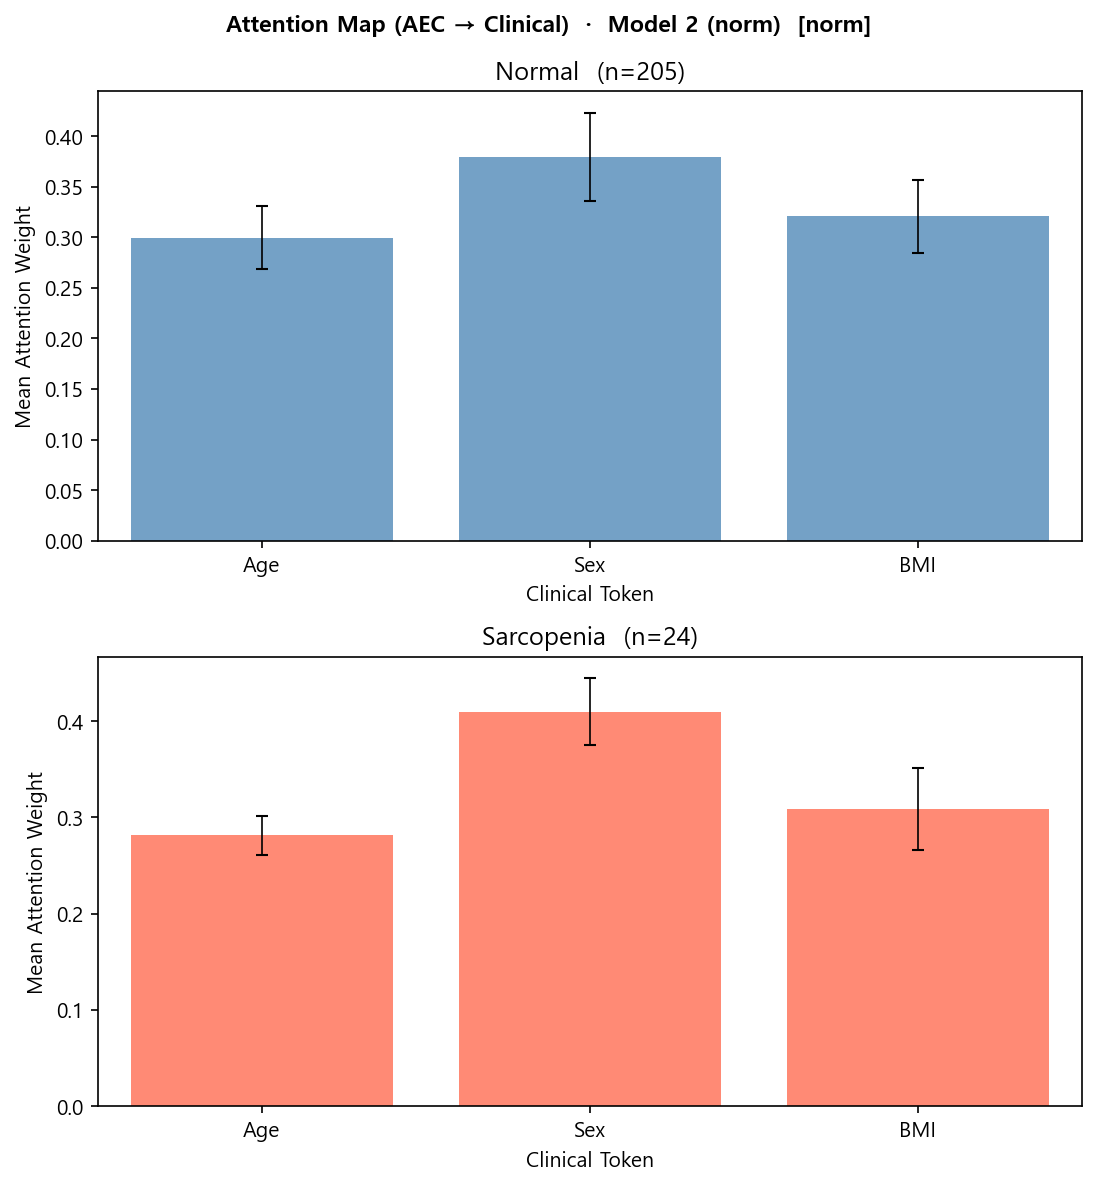 Attention Map (AEC → Clinical) · Model 2 (norm) [norm]
Normal (n=205)
Mean Attention Weight
0.40
0.35
0.30
0.25
0.20
0.15
0.10
0.05
0.00
Age Sex BMI
Clinical Token
Sarcopenia (n=24)
Mean Attention Weight
0.4
0.3
0.2
0.1
0.0
Age Sex BMI
Clinical Token